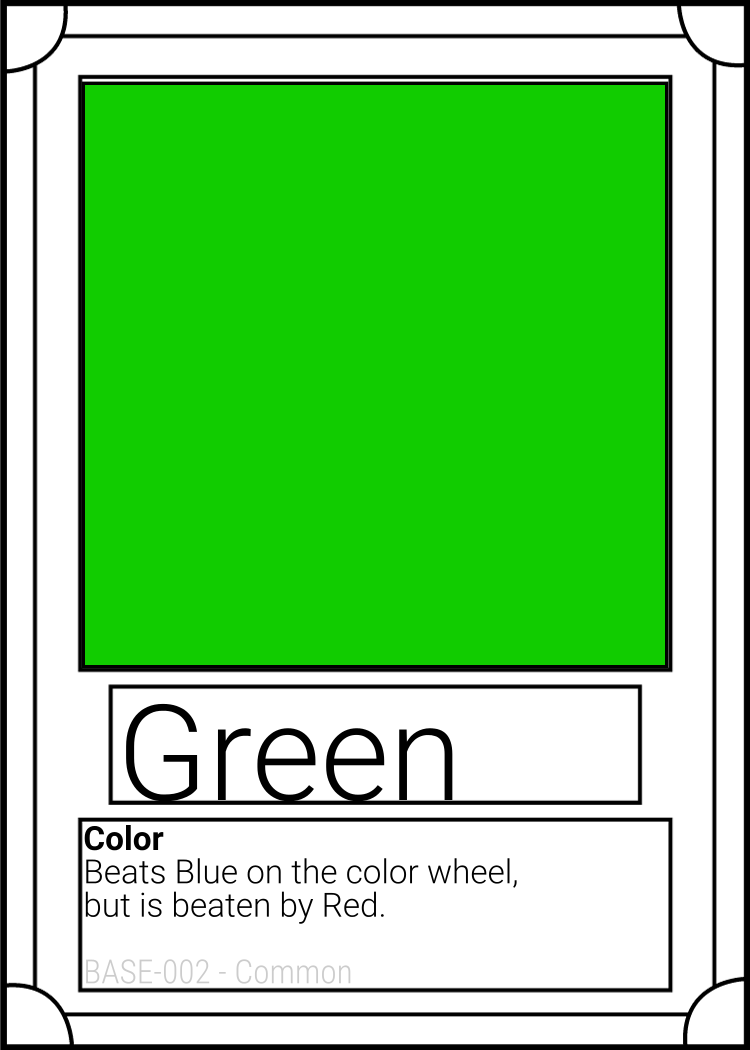 Green
Color
Beats Blue on the color wheel,
but is beaten by Red.
BASE-002 - Common